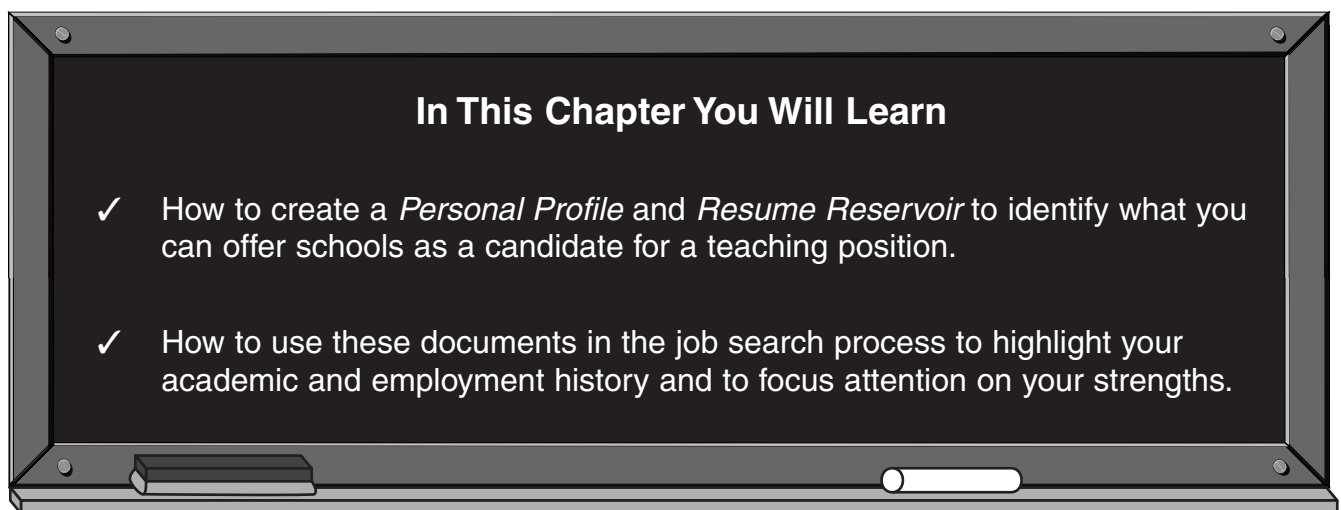 In This Chapter You Will Learn
✓ How to create a Personal Profile and Resume Reservoir to identify what you
can offer schools as a candidate for a teaching position.
✓ How to use these documents in the job search process to highlight your
academic and employment history and to focus attention on your strengths.